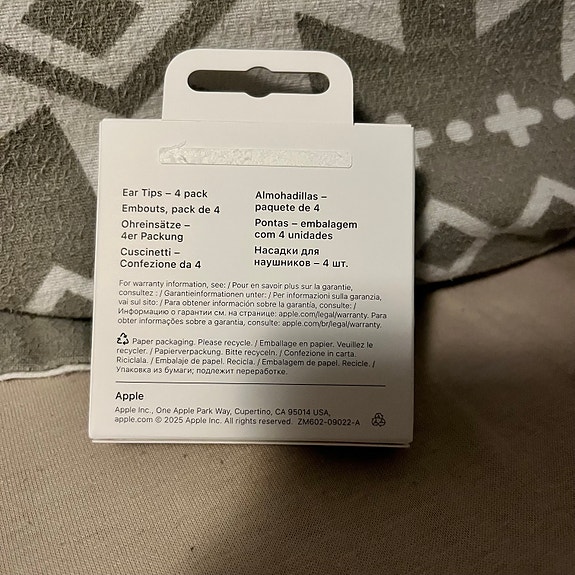 Ear Tips – 4 pack
Embouts, pack de 4
Ohreinsätze –
4er Packung
Cuscinetti –
Confezione da 4
Almohadillas –
paquete de 4
Pontas – embalagem
com 4 unidades
Насадки для
наушников – 4 шт.
For warranty information, see: / Pour en savoir plus sur la garantie,
consultez : / Garantieinformationen unter: / Per informazioni sulla garanzia,
vai sul sito: / Para obtener información sobre la garantía, consulte: /
Информацию о гарантии см. на странице: apple.com/legal/warranty. Para
obter informações sobre a garantia, consulte: apple.com/br/legal/warranty.
Paper packaging. Please recycle. / Emballage en papier. Veuillez le
recycler. / Papierverpackung. Bitte recyceln. / Confezione in carta.
Riciclala. / Embalaje de papel. Recicla. / Embalagem de papel. Recicle. /
Упаковка из бумаги; подлежит переработке.
Apple
Apple Inc., One Apple Park Way, Cupertino, CA 95014 USA,
apple.com © 2025 Apple Inc. All rights reserved. ZM602-09022-A